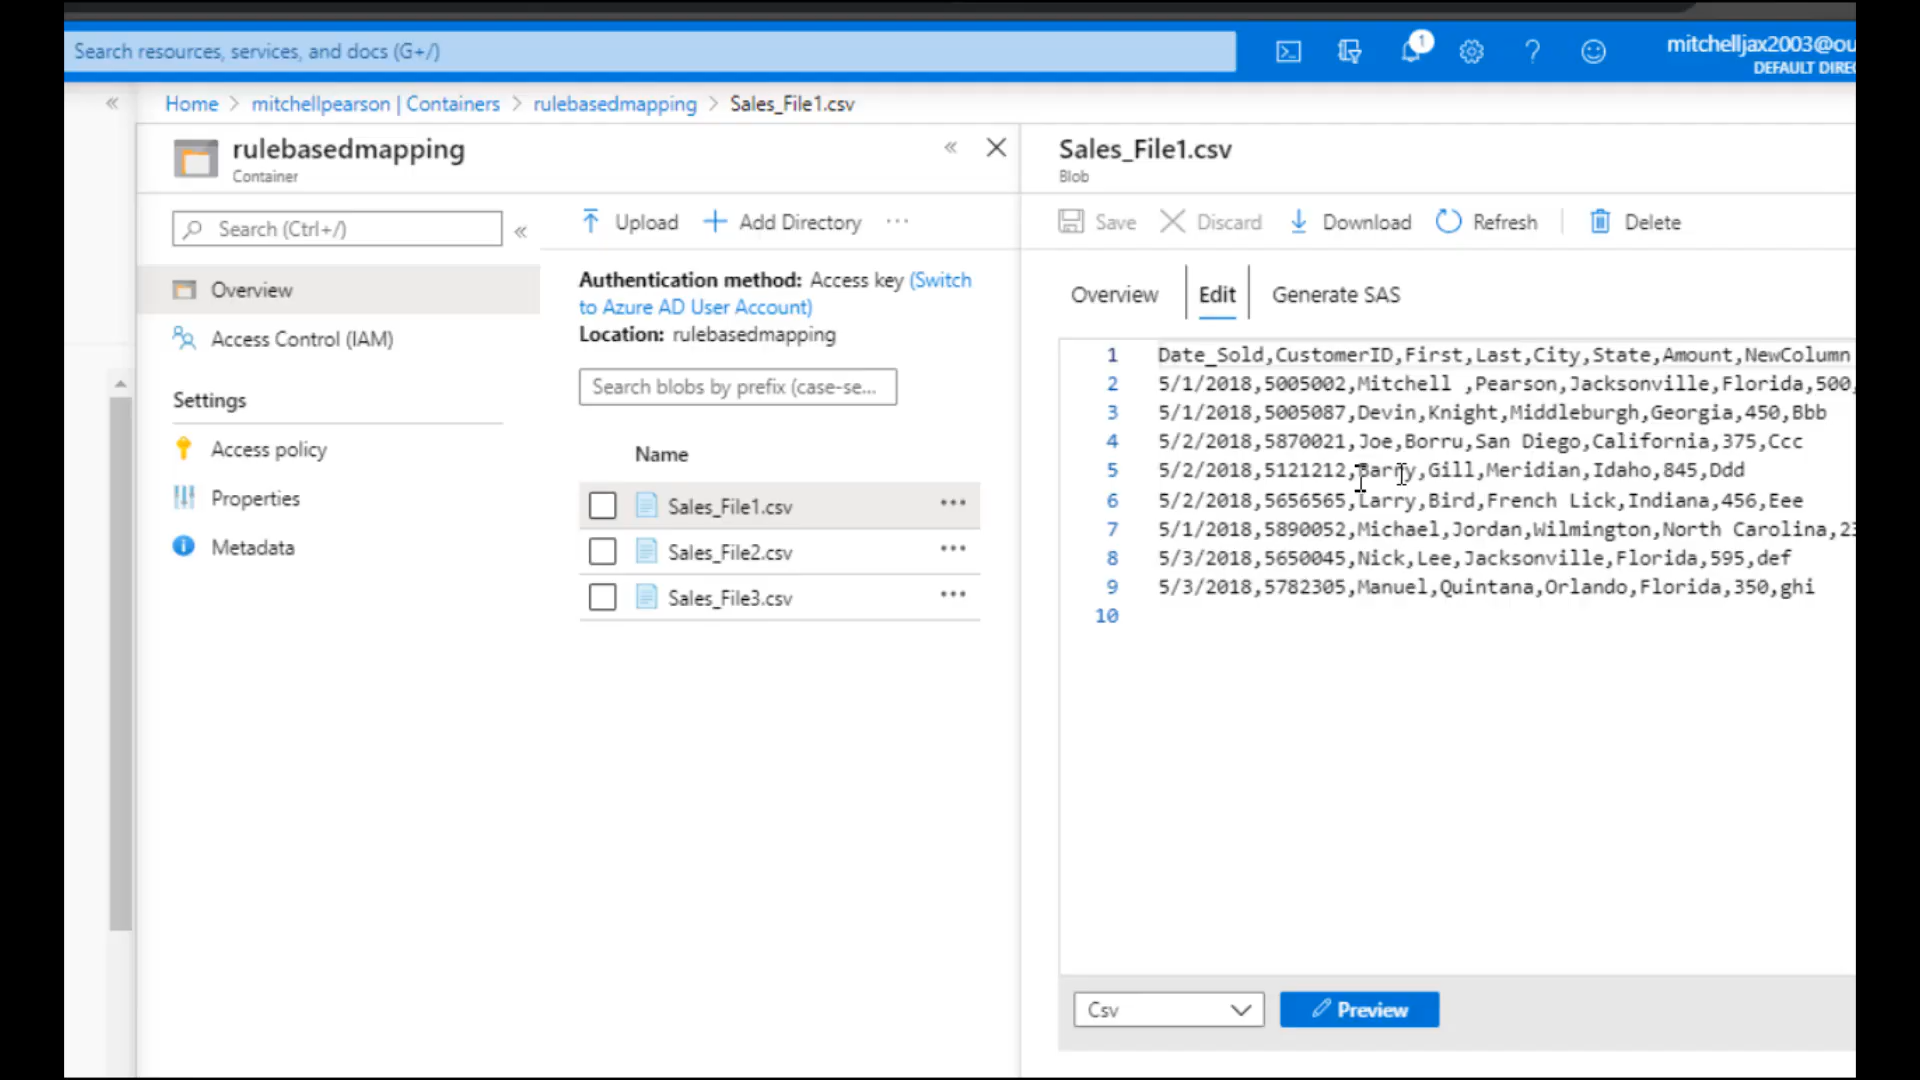 Search resources, services, and docs (G+/)
1
mitchelljax2003@ou
DEFAULT DIRE
Home > mitchellpearson | Containers > rulebasedmapping > Sales_File1.csv
rulebasedmapping
Container
Search (Ctrl+/)
Overview
Access Control (IAM)
Settings
Access policy
Properties
Metadata
Upload
Add Directory
Authentication method: Access key (Switch
to Azure AD User Account)
Location: rulebasedmapping
Search blobs by prefix (case-se...
Name
Sales_File1.csv
Sales_File2.csv
Sales_File3.csv
Sales_File1.csv
Blob
Save
Discard
Download
Refresh
Delete
Overview
Edit
Generate SAS
1 Date_Sold,CustomerID,First,Last,City,State,Amount,NewColumn
2 5/1/2018,5005002,Mitchell ,Pearson,Jacksonville,Florida,500,
3 5/1/2018,5005087,Devin,Knight,Middleburgh,Georgia,450,Bbb
4 5/2/2018,5870021,Joe,Borru,San Diego,California,375,Ccc
5 5/2/2018,5121212,Barry,Gill,Meridian,Idaho,845,Ddd
6 5/2/2018,5656565,Larry,Bird,French Lick,Indiana,456,Eee
7 5/1/2018,5890052,Michael,Jordan,Wilmington,North Carolina,23
8 5/3/2018,5650045,Nick,Lee,Jacksonville,Florida,595,def
9 5/3/2018,5782305,Manuel,Quintana,Orlando,Florida,350,ghi
10
Csv
Preview